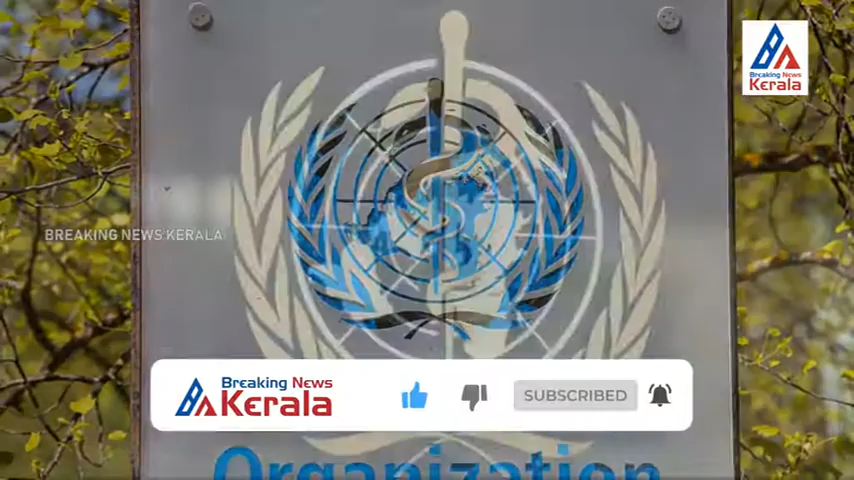 Breaking News
Kerala
BREAKING NEWS KERALA
Breaking News
Kerala
SUBSCRIBED
Organization